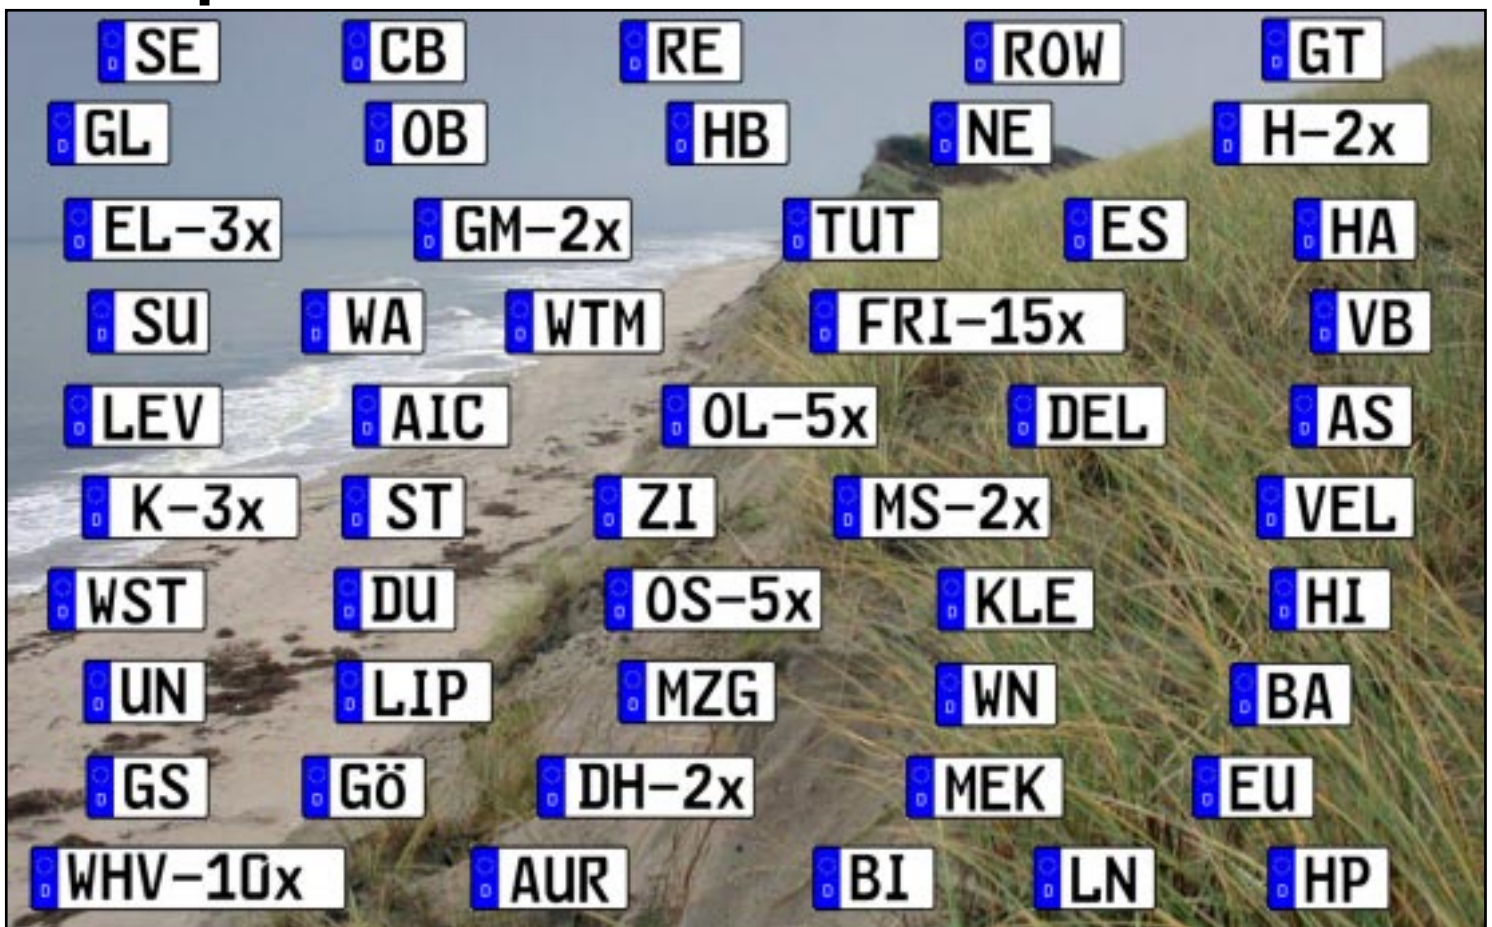 SE CB RE ROW GT
GL OB HB NE H-2x
EL-3x GM-2x TUT ES HA
SU WA WTM FRI-15x VB
LEV AIC OL-5x DEL AS
K-3x ST ZI MS-2x VEL
WST DU OS-5x KLE HI
UN LIP MZG WN BA
GS GÖ DH-2x MEK EU
WHV-10x AUR BI LN HP